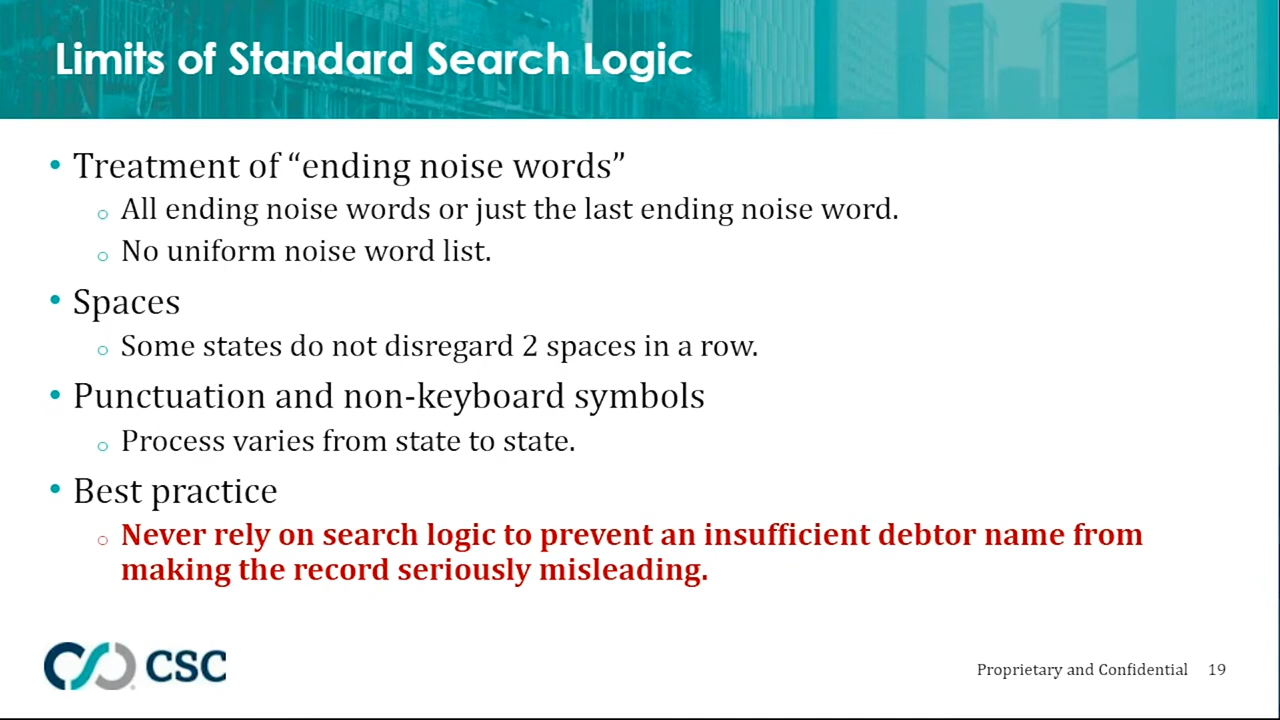 Limits of Standard Search Logic
• Treatment of “ending noise words”
o All ending noise words or just the last ending noise word.
o No uniform noise word list.
• Spaces
o Some states do not disregard 2 spaces in a row.
• Punctuation and non-keyboard symbols
o Process varies from state to state.
• Best practice
o Never rely on search logic to prevent an insufficient debtor name from
making the record seriously misleading.
CSC
Proprietary and Confidential 19